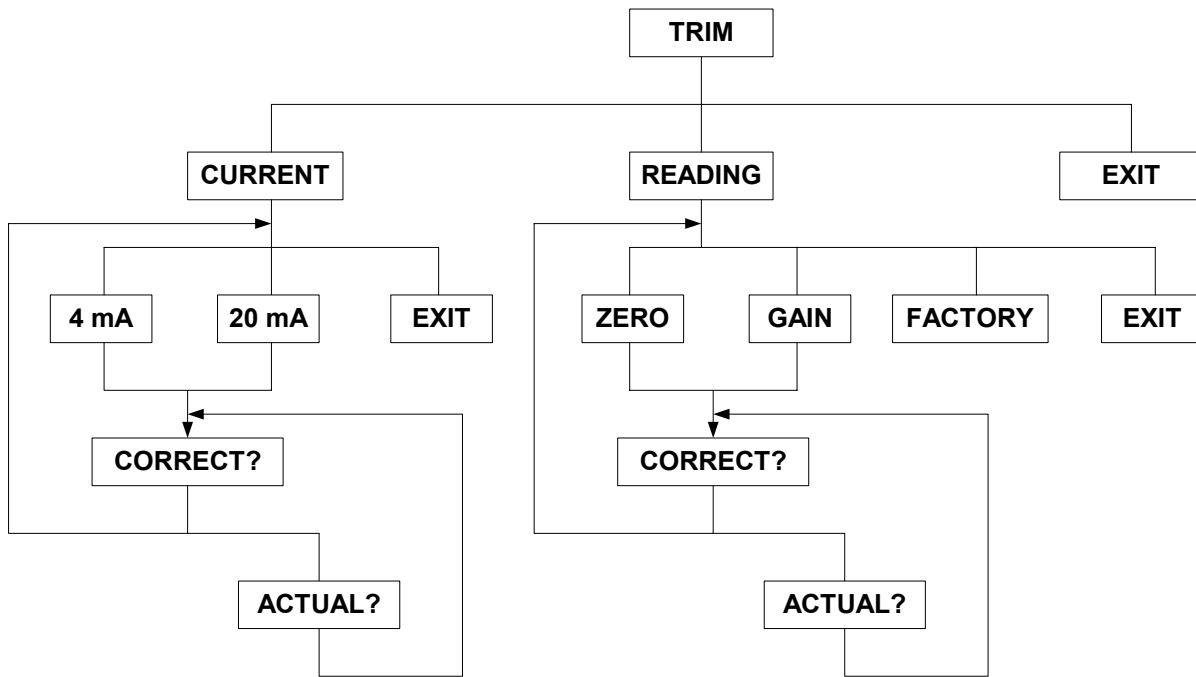 TRIM
CURRENT
READING
EXIT
4 mA
20 mA
EXIT
ZERO
GAIN
FACTORY
EXIT
CORRECT?
CORRECT?
ACTUAL?
ACTUAL?